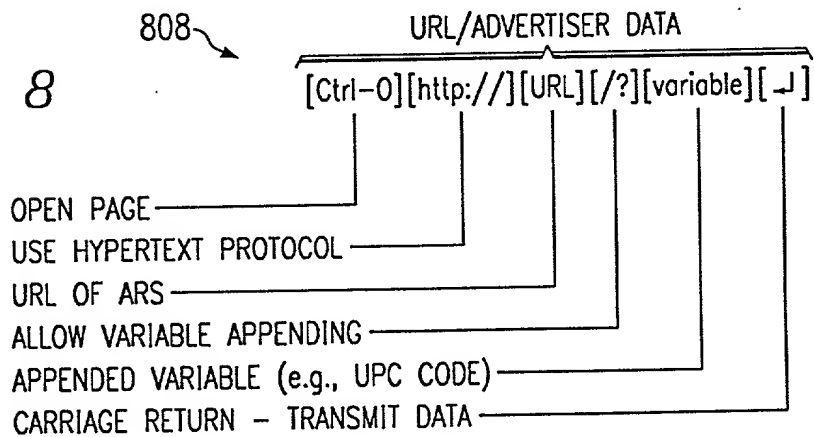 808
URL/ADVERTISER DATA
8
[Ctrl-O][http://][URL][/?][variable][↵]
OPEN PAGE
USE HYPERTEXT PROTOCOL
URL OF ARS
ALLOW VARIABLE APPENDING
APPENDED VARIABLE (e.g., UPC CODE)
CARRIAGE RETURN - TRANSMIT DATA